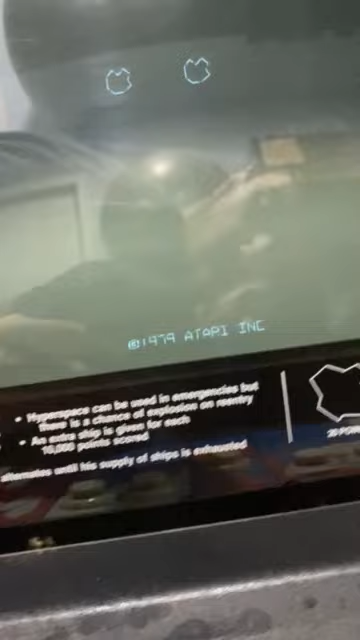 ©1979 ATARI INC
• Hyperspace can be used in emergencies but
there is a chance of explosion on reentry
• An extra ship is given for each
10,000 points scored
alternates until his supply of ships is exhausted